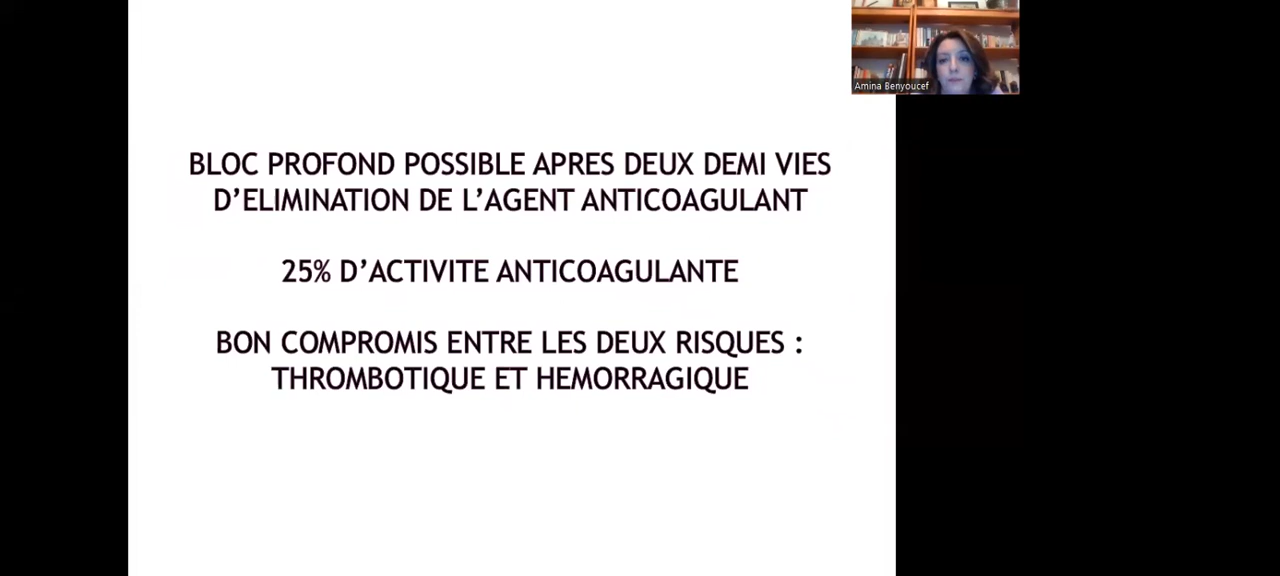 Amina Benyoucef
BLOC PROFOND POSSIBLE APRES DEUX DEMI VIES
D’ELIMINATION DE L’AGENT ANTICOAGULANT
25% D’ACTIVITE ANTICOAGULANTE
BON COMPROMIS ENTRE LES DEUX RISQUES :
THROMBOTIQUE ET HEMORRAGIQUE